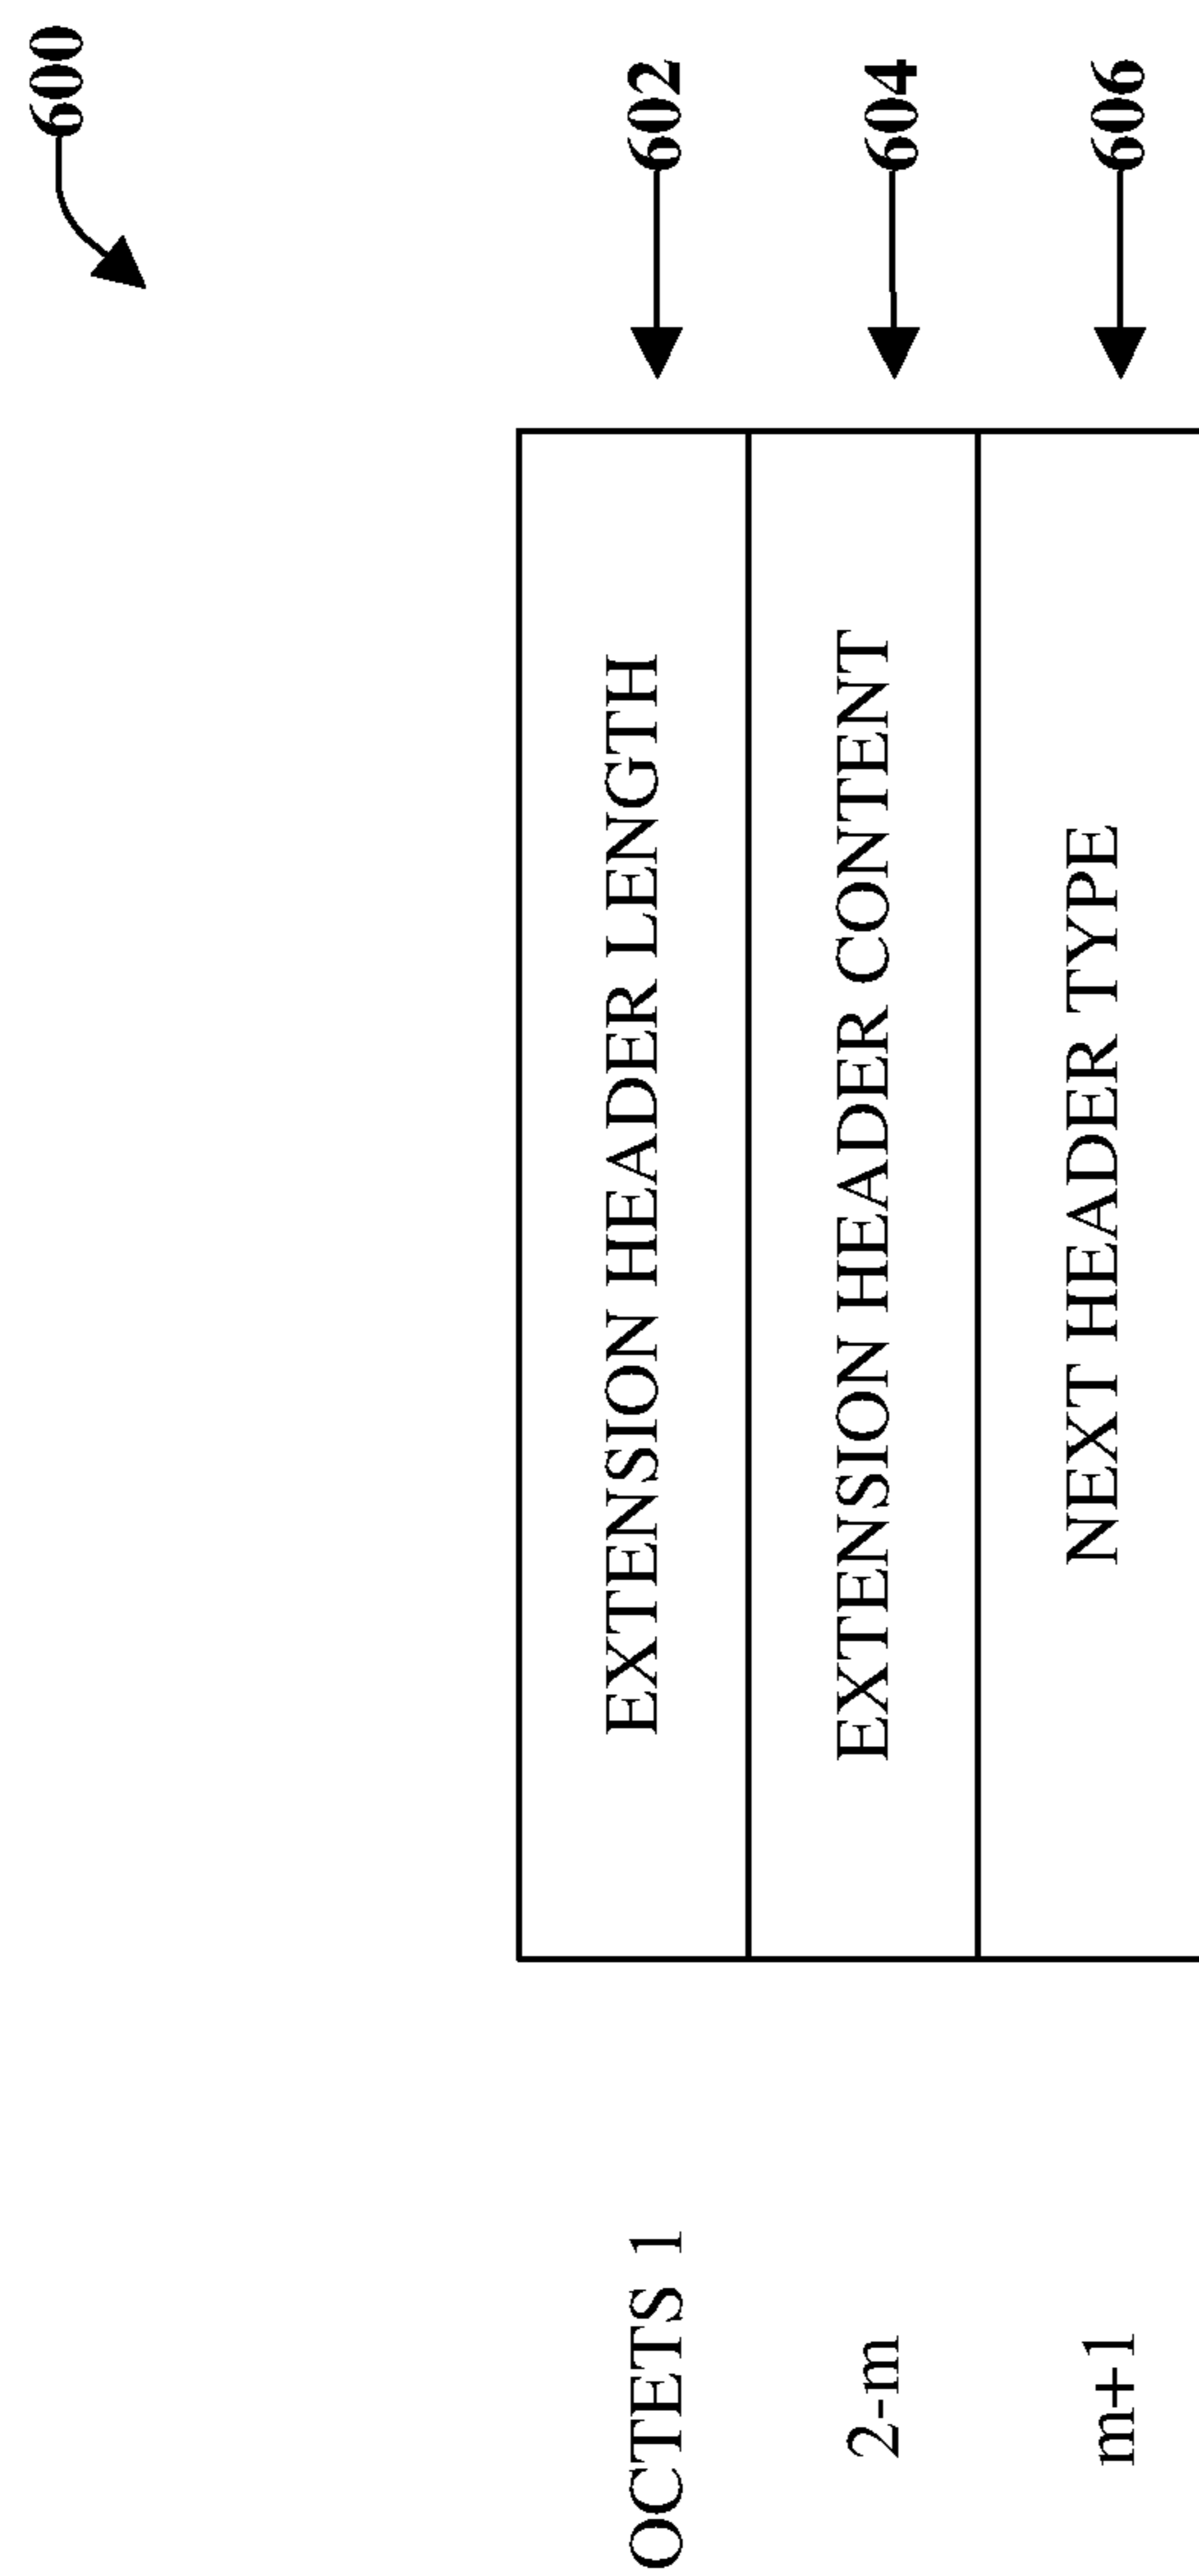 600
OCTETS 1 EXTENSION HEADER LENGTH 602
2-m EXTENSION HEADER CONTENT 604
m+1 NEXT HEADER TYPE 606